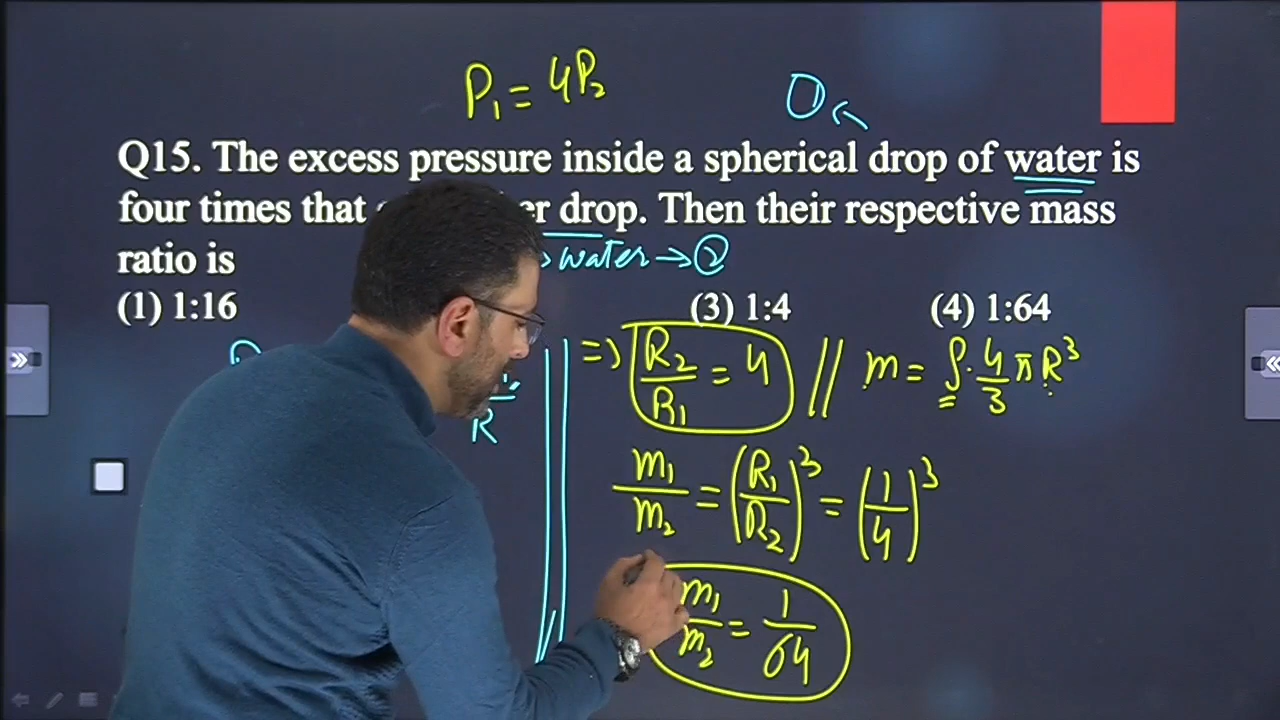 P₁ = 4P₂
Q15. The excess pressure inside a spherical drop of water is
four times that er drop. Then their respective mass
ratio is
water → ②
(1) 1:16 (3) 1:4 (4) 1:64
⇒ R₂/R₁ = 4 // m = ρ · 4/3 π R³
R
m₁/m₂ = (R₁/R₂)³ = (1/4)³
m₁/m₂ = 1/64